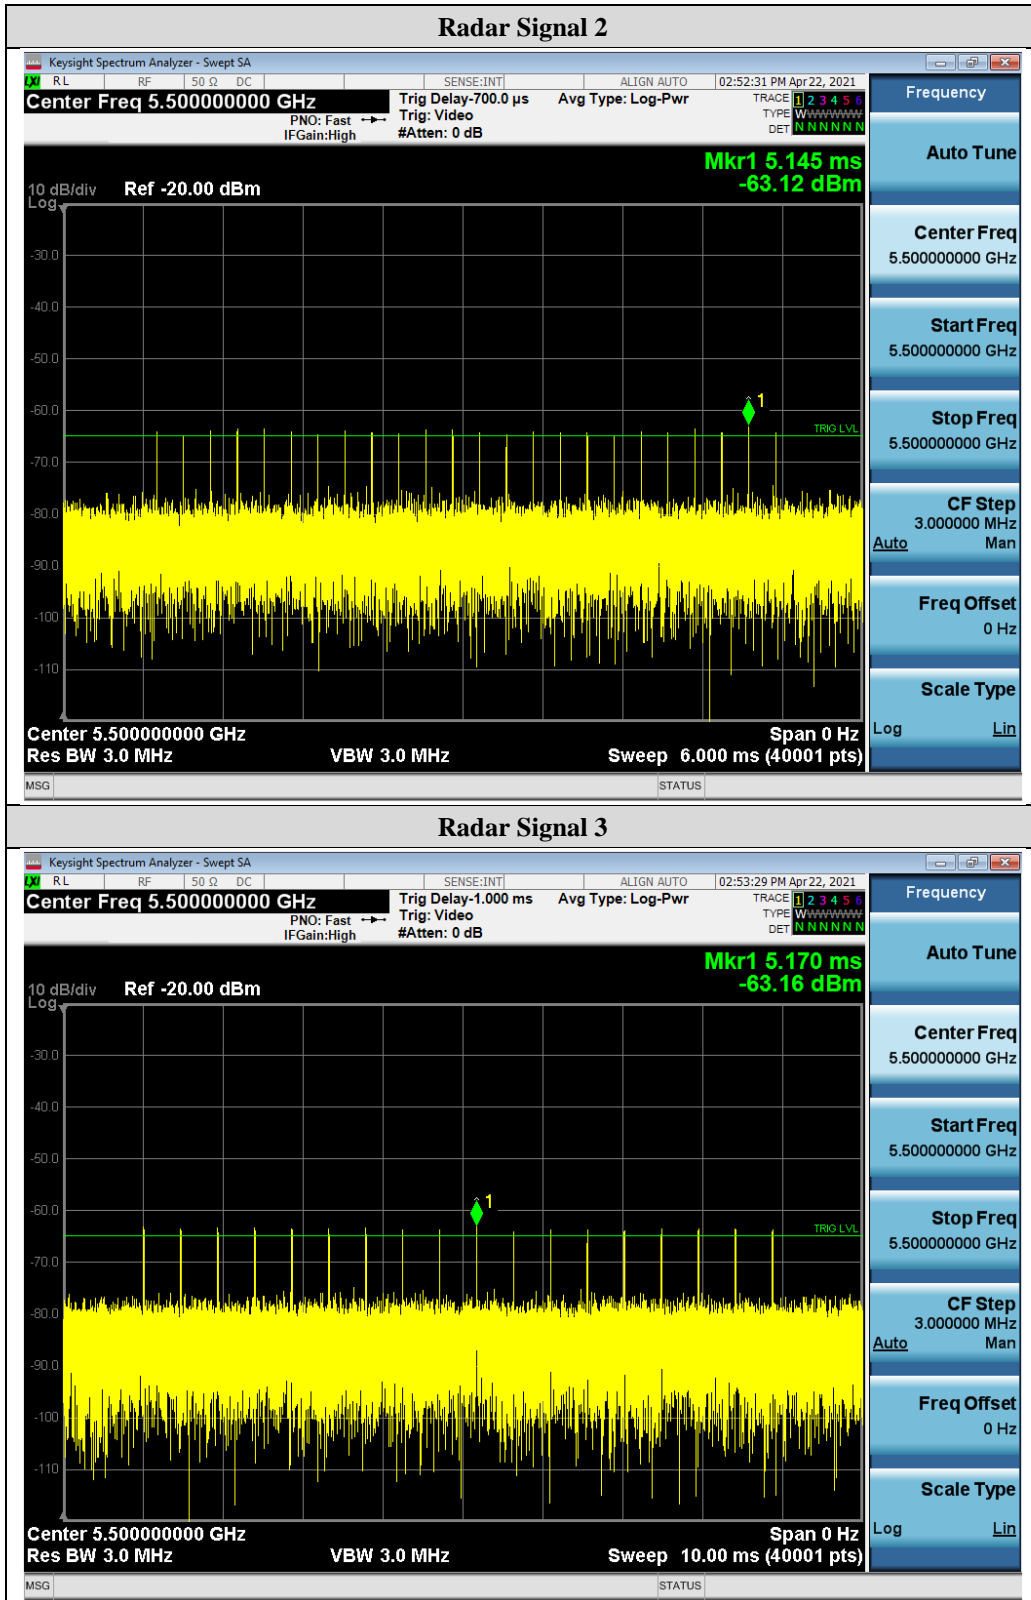 Radar Signal 2
Keysight Spectrum Analyzer - Swept SA
LXI RL RF 50 Ω DC SENSE:INT ALIGN AUTO 02:52:31 PM Apr 22, 2021
Center Freq 5.500000000 GHz
PNO: Fast
IFGain:High
Trig Delay-700.0 µs
Trig: Video
#Atten: 0 dB
Avg Type: Log-Pwr
TRACE 1 2 3 4 5 6
TYPE WWWWWW
DET N N N N N N
Mkr1 5.145 ms
-63.12 dBm
10 dB/div Ref -20.00 dBm
Log
-30.0
-40.0
-50.0
1
-60.0
TRIG LVL
-70.0
-80.0
-90.0
-100
-110
Center 5.500000000 GHz Span 0 Hz
Res BW 3.0 MHz VBW 3.0 MHz Sweep 6.000 ms (40001 pts)
MSG STATUS
Frequency
Auto Tune
Center Freq
5.500000000 GHz
Start Freq
5.500000000 GHz
Stop Freq
5.500000000 GHz
CF Step
3.000000 MHz
Auto Man
Freq Offset
0 Hz
Scale Type
Log Lin
Radar Signal 3
Keysight Spectrum Analyzer - Swept SA
LXI RL RF 50 Ω DC SENSE:INT ALIGN AUTO 02:53:29 PM Apr 22, 2021
Center Freq 5.500000000 GHz
PNO: Fast
IFGain:High
Trig Delay-1.000 ms
Trig: Video
#Atten: 0 dB
Avg Type: Log-Pwr
TRACE 1 2 3 4 5 6
TYPE WWWWWW
DET N N N N N N
Mkr1 5.170 ms
-63.16 dBm
10 dB/div Ref -20.00 dBm
Log
-30.0
-40.0
-50.0
1
-60.0
TRIG LVL
-70.0
-80.0
-90.0
-100
-110
Center 5.500000000 GHz Span 0 Hz
Res BW 3.0 MHz VBW 3.0 MHz Sweep 10.00 ms (40001 pts)
MSG STATUS
Frequency
Auto Tune
Center Freq
5.500000000 GHz
Start Freq
5.500000000 GHz
Stop Freq
5.500000000 GHz
CF Step
3.000000 MHz
Auto Man
Freq Offset
0 Hz
Scale Type
Log Lin